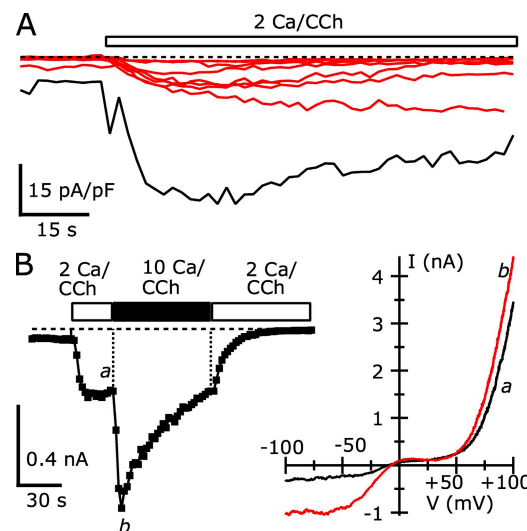 A
2 Ca/CCh
15 pA/pF
15 s
B
2 Ca/ 10 Ca/ 2 Ca/
CCh CCh CCh
a
b
0.4 nA
30 s
I (nA)
4
3
2
1
-1
-100
-50
+50
+100
V (mV)
b
a